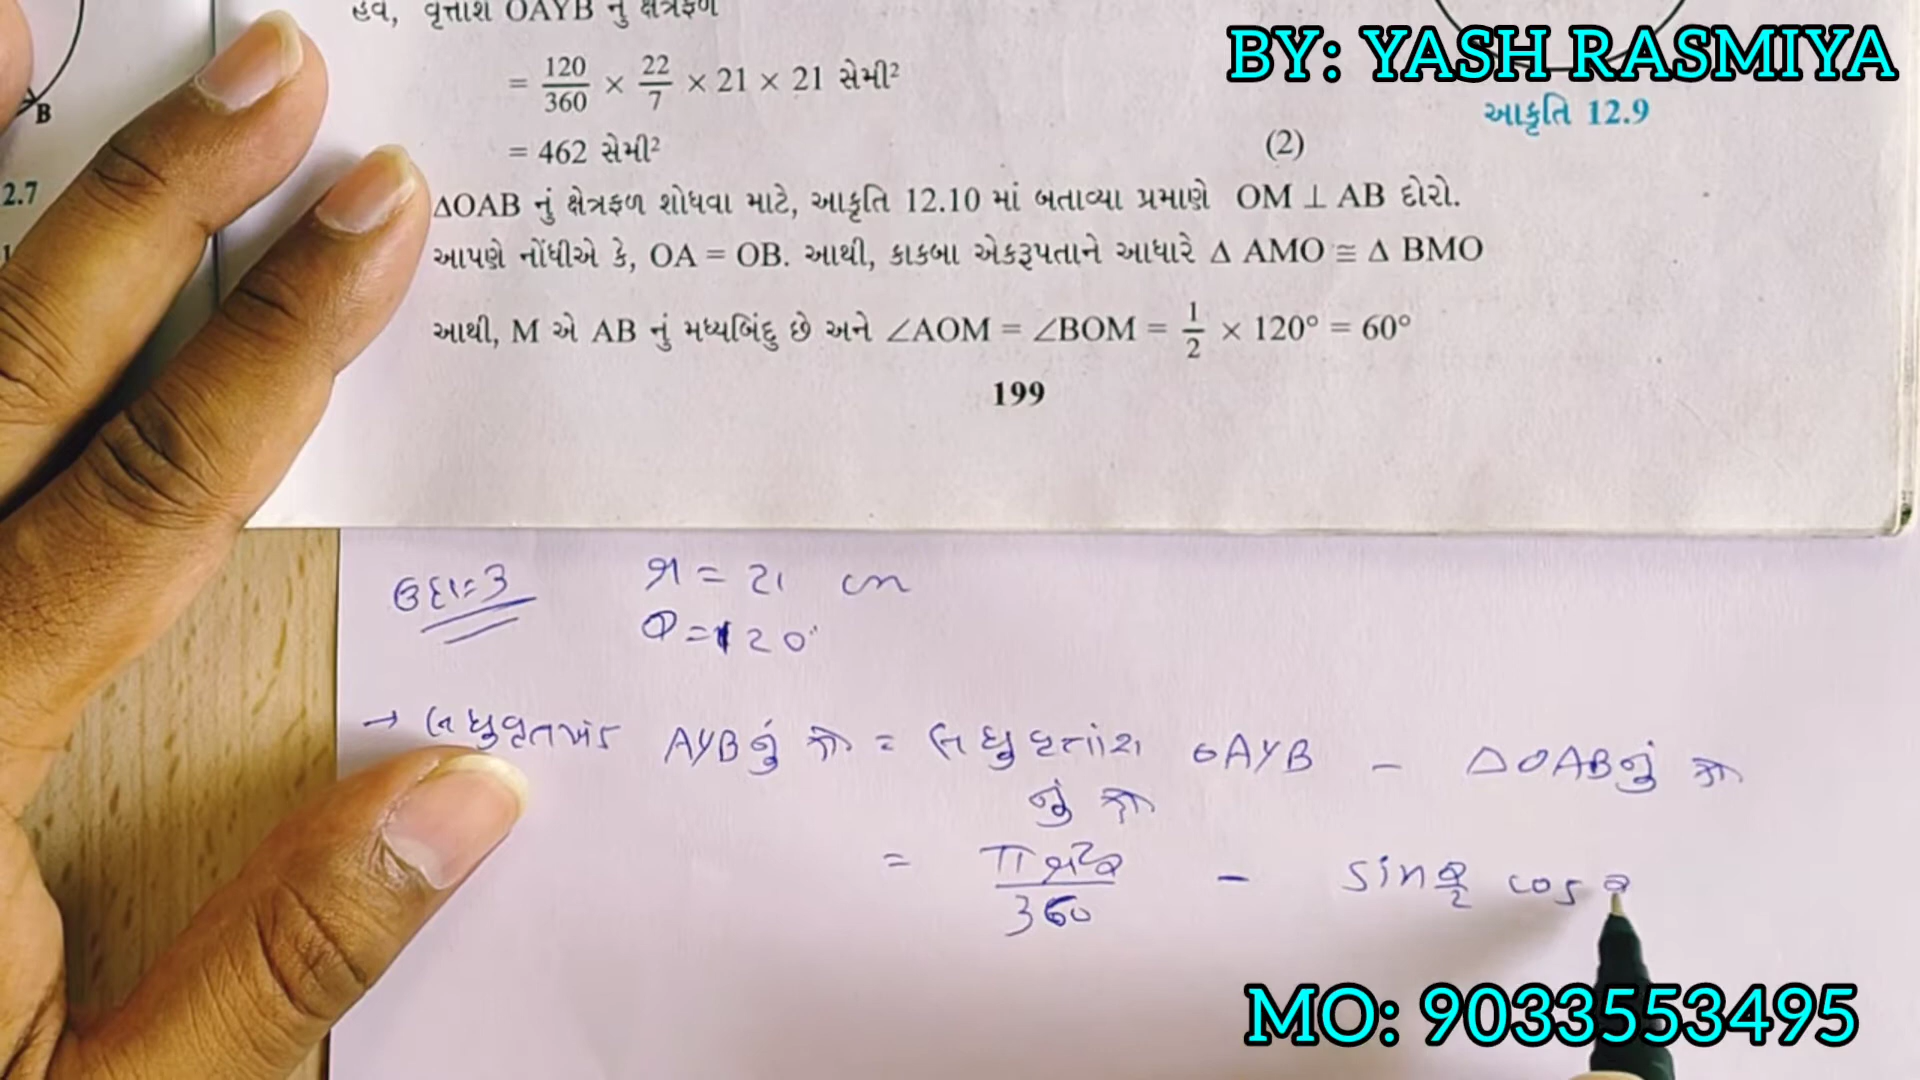 હવે, વૃત્તાંશ OAYB નું ક્ષેત્રફળ
BY: YASH RASMIYA
= 120/360 × 22/7 × 21 × 21 સેમી²
B
આકૃતિ 12.9
= 462 સેમી²
(2)
2.7
ΔOAB નું ક્ષેત્રફળ શોધવા માટે, આકૃતિ 12.10 માં બતાવ્યા પ્રમાણે OM ⊥ AB દોરો.
આપણે નોંધીએ કે, OA = OB. આથી, કાકબા એકરૂપતાને આધારે Δ AMO ≅ Δ BMO
આથી, M એ AB નું મધ્યબિંદુ છે અને ∠AOM = ∠BOM = 1/2 × 120° = 60°
199
ઉદા:૩ r = 21 cm
θ = 120°
→ લઘુવૃતખંડ AYBનું ક્ષે = લઘુવૃતાંશ OAYB − ΔOABનું ક્ષે
નું ક્ષે
= πr²θ/360 − sin θ/2 cos θ
MO: 9033553495